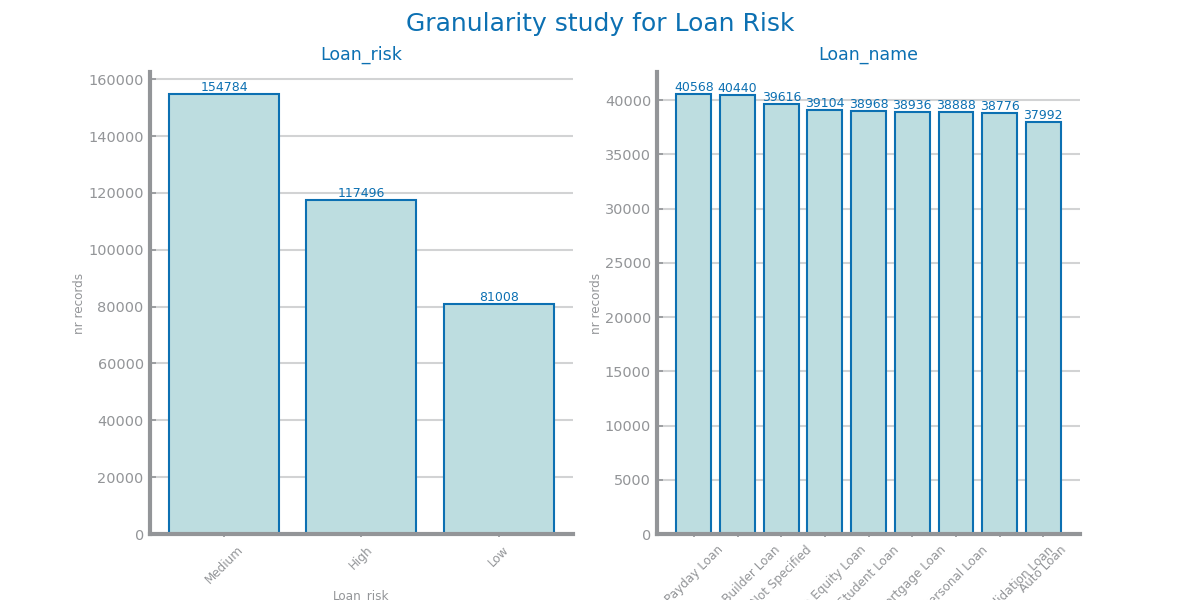 Granularity study for Loan Risk
Loan_risk
nr records
160000
140000
120000
100000
80000
60000
40000
20000
0
154784
117496
81008
Medium
High
Low
Loan_risk
Loan_name
nr records
40000
35000
30000
25000
20000
15000
10000
5000
0
40568
40440
39616
39104
38968
38936
38888
38776
37992
Payday Loan
Builder Loan
Not Specified
Equity Loan
Student Loan
Loan
Loan
Loan
Auto Loan